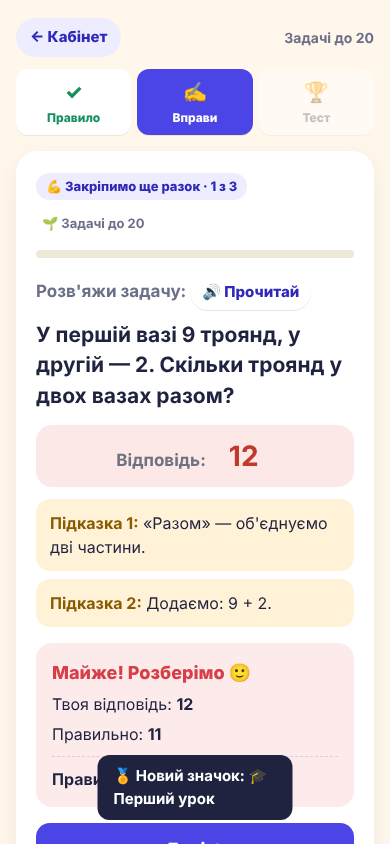 ← Кабінет
Задачі до 20
✓
Правило
✍️
Вправи
🏆
Тест
💪 Закріпимо ще разок · 1 з 3
🌱 Задачі до 20
Розв'яжи задачу: 🔊 Прочитай
У першій вазі 9 троянд, у
другій — 2. Скільки троянд у
двох вазах разом?
Відповідь: 12
Підказка 1: «Разом» — об'єднуємо
дві частини.
Підказка 2: Додаємо: 9 + 2.
Майже! Розберімо 🙂
Твоя відповідь: 12
Правильно: 11
🏅 Новий значок: 🎓
Перший урок